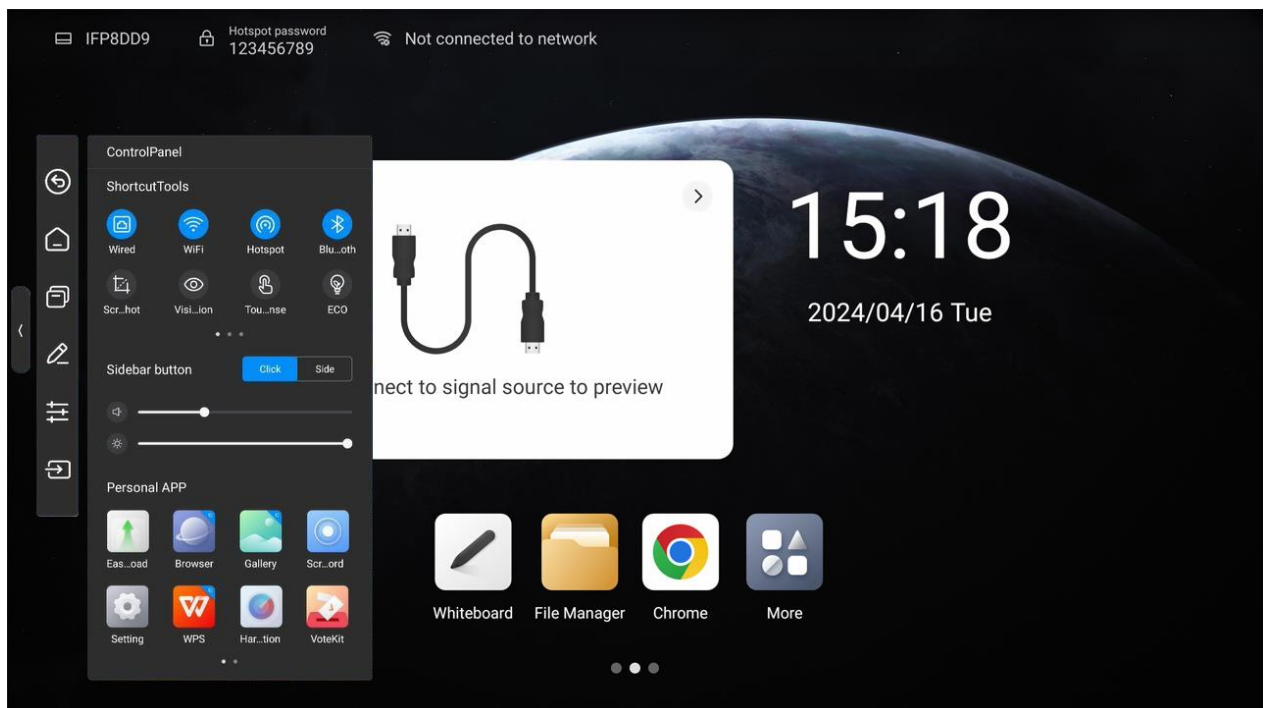 IFP8DD9
Hotspot password
123456789
Not connected to network
ControlPanel
ShortcutTools
Wired WiFi Hotspot Blu...oth
Scr...hot Visi...ion Tou...nse ECO
Sidebar button Click Side
nect to signal source to preview
15:18
2024/04/16 Tue
Personal APP
Eas...oad Browser Gallery Scr...ord
Setting WPS Har...tion VoteKit
Whiteboard File Manager Chrome More